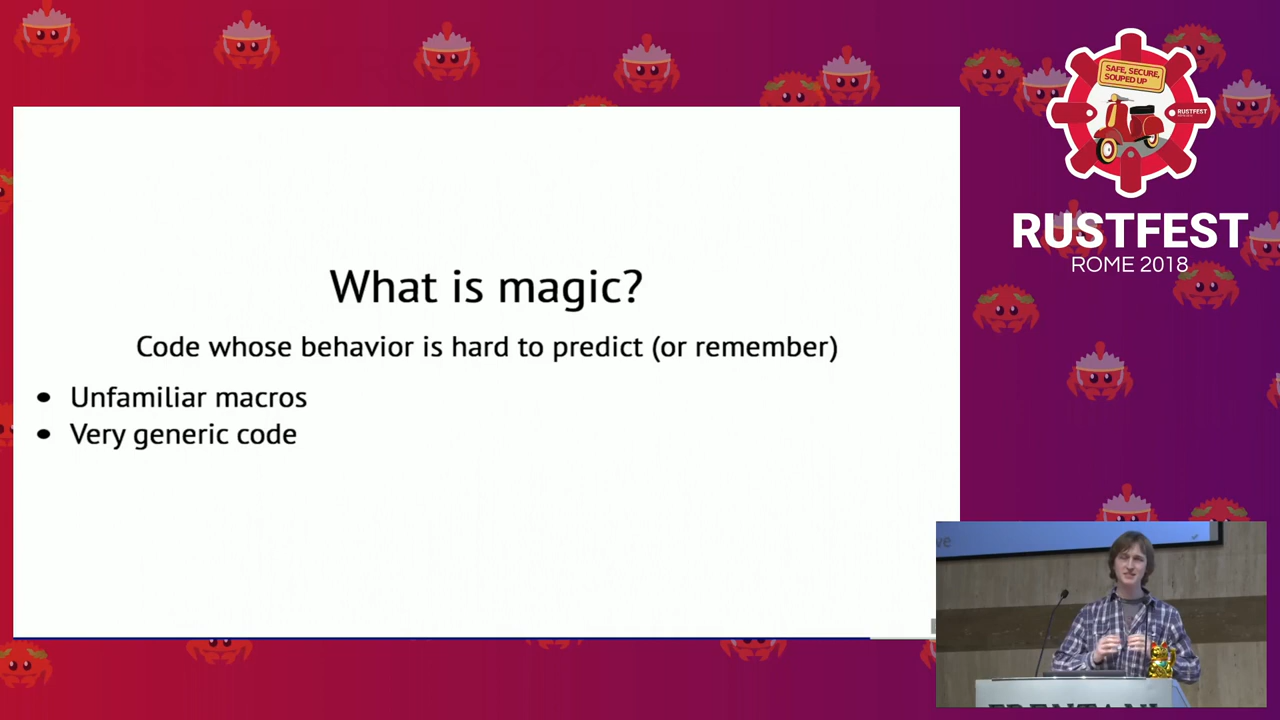 What is magic?
Code whose behavior is hard to predict (or remember)
• Unfamiliar macros
• Very generic code
SAFE, SECURE,
SOUPED UP
RUSTFEST
RUSTFEST
ROME 2018
ve